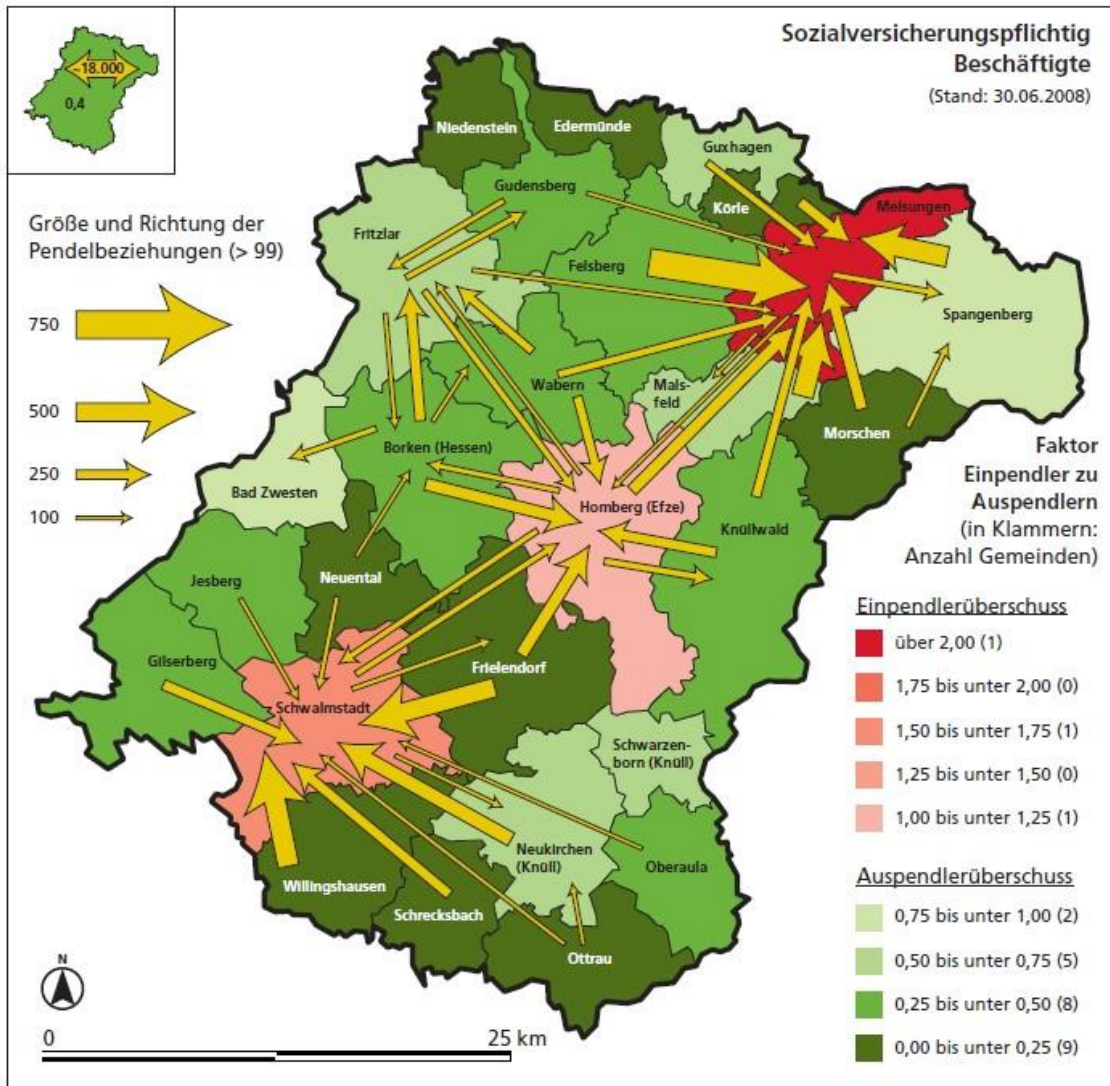 Sozialversicherungspflichtig
Beschäftigte
(Stand: 30.06.2008)
~18.000
0,4
Größe und Richtung der
Pendelbeziehungen (> 99)
750
500
250
100
Niedenstein
Edermünde
Guxhagen
Gudensberg
Körle
Melsungen
Fritzlar
Felsberg
Spangenberg
Wabern
Mals-
feld
Morschen
Borken (Hessen)
Bad Zwesten
Homberg (Efze)
Knüllwald
Neuental
Jesberg
Gilserberg
Frielendorf
Schwalmstadt
Schwarzen-
born (Knüll)
Neukirchen
(Knüll)
Oberaula
Willingshausen
Schrecksbach
Ottrau
Faktor
Einpendler zu
Auspendlern
(in Klammern:
Anzahl Gemeinden)
Einpendlerüberschuss
über 2,00 (1)
1,75 bis unter 2,00 (0)
1,50 bis unter 1,75 (1)
1,25 bis unter 1,50 (0)
1,00 bis unter 1,25 (1)
Auspendlerüberschuss
0,75 bis unter 1,00 (2)
0,50 bis unter 0,75 (5)
0,25 bis unter 0,50 (8)
0,00 bis unter 0,25 (9)
N
0
25 km